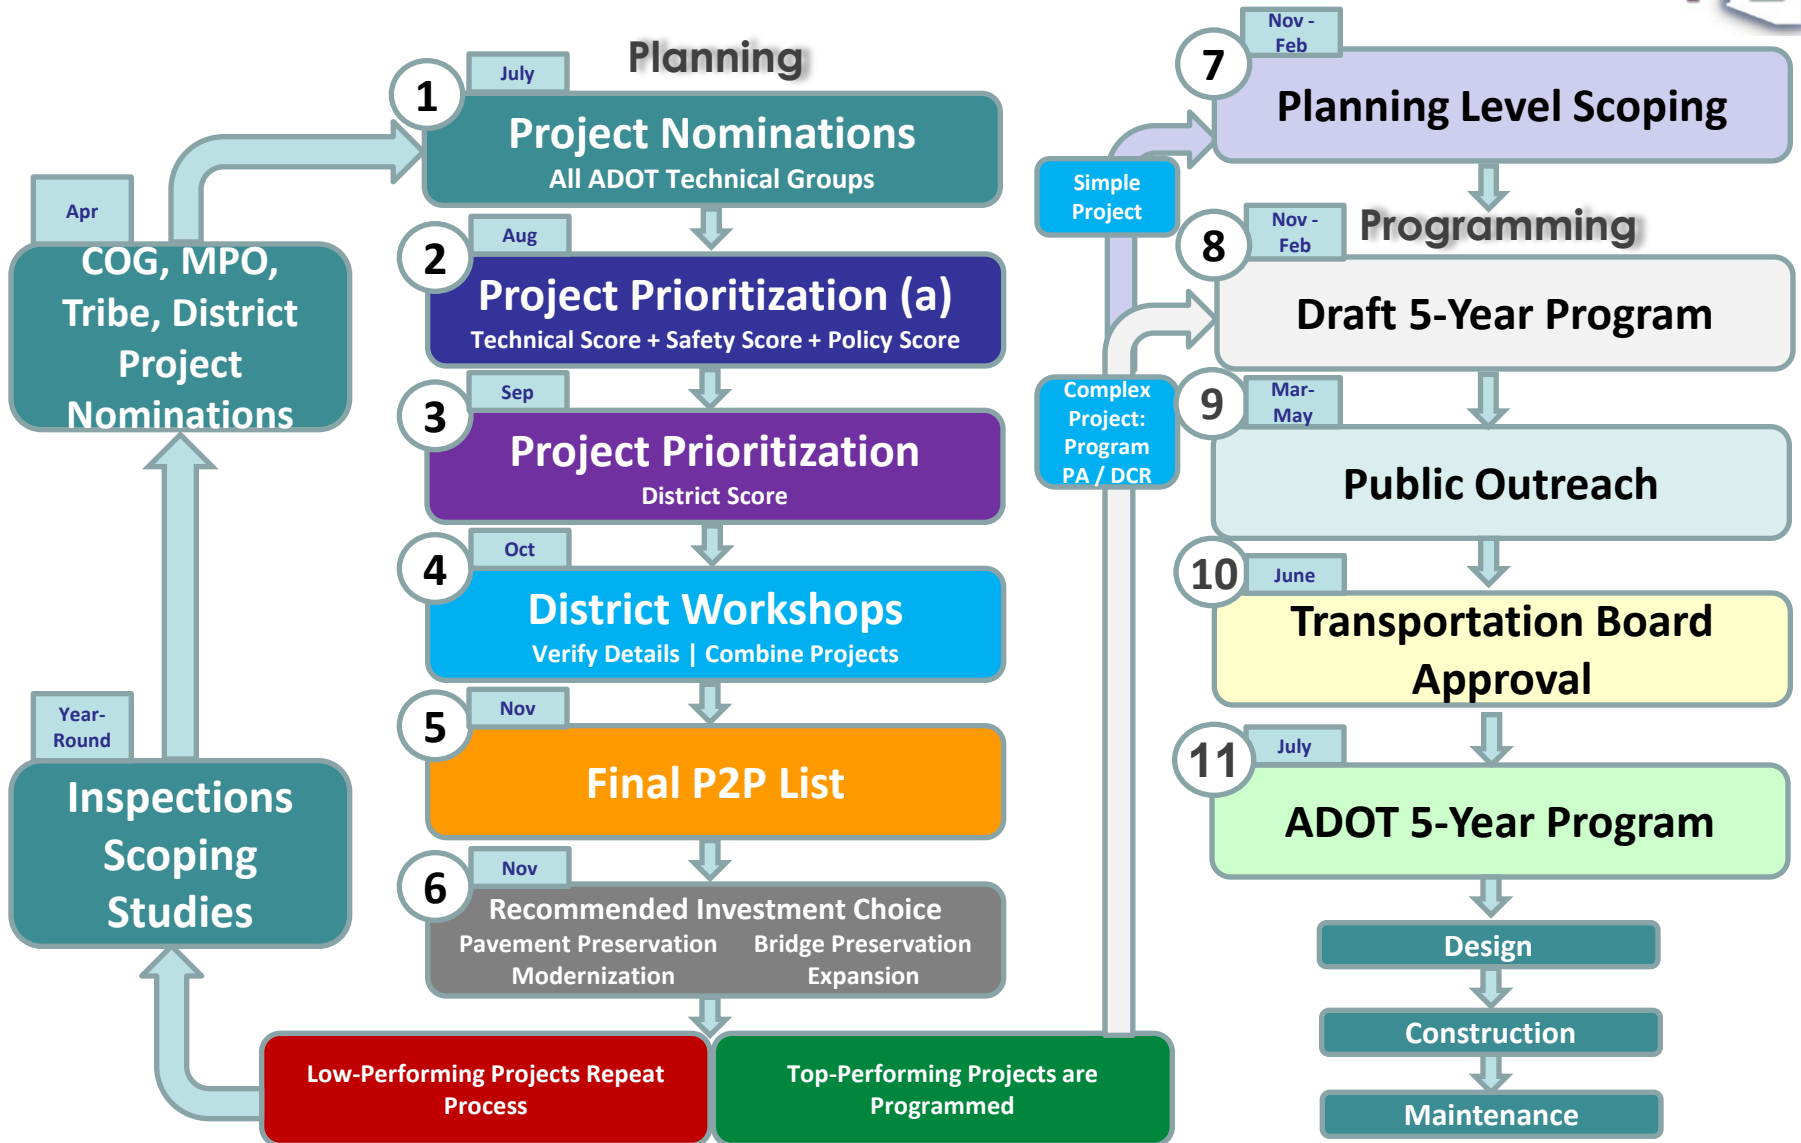 Planning
Apr
COG, MPO,
Tribe, District
Project
Nominations
Year-
Round
Inspections
Scoping
Studies
1
July
Project Nominations
All ADOT Technical Groups
2
Aug
Project Prioritization (a)
Technical Score + Safety Score + Policy Score
3
Sep
Project Prioritization
District Score
4
Oct
District Workshops
Verify Details | Combine Projects
5
Nov
Final P2P List
6
Nov
Recommended Investment Choice
Pavement Preservation Bridge Preservation
Modernization Expansion
Low-Performing Projects Repeat
Process
Top-Performing Projects are
Programmed
Simple
Project
Complex
Project:
Program
PA / DCR
7
Nov -
Feb
Planning Level Scoping
Programming
8
Nov -
Feb
Draft 5-Year Program
9
Mar-
May
Public Outreach
10
June
Transportation Board
Approval
11
July
ADOT 5-Year Program
Design
Construction
Maintenance